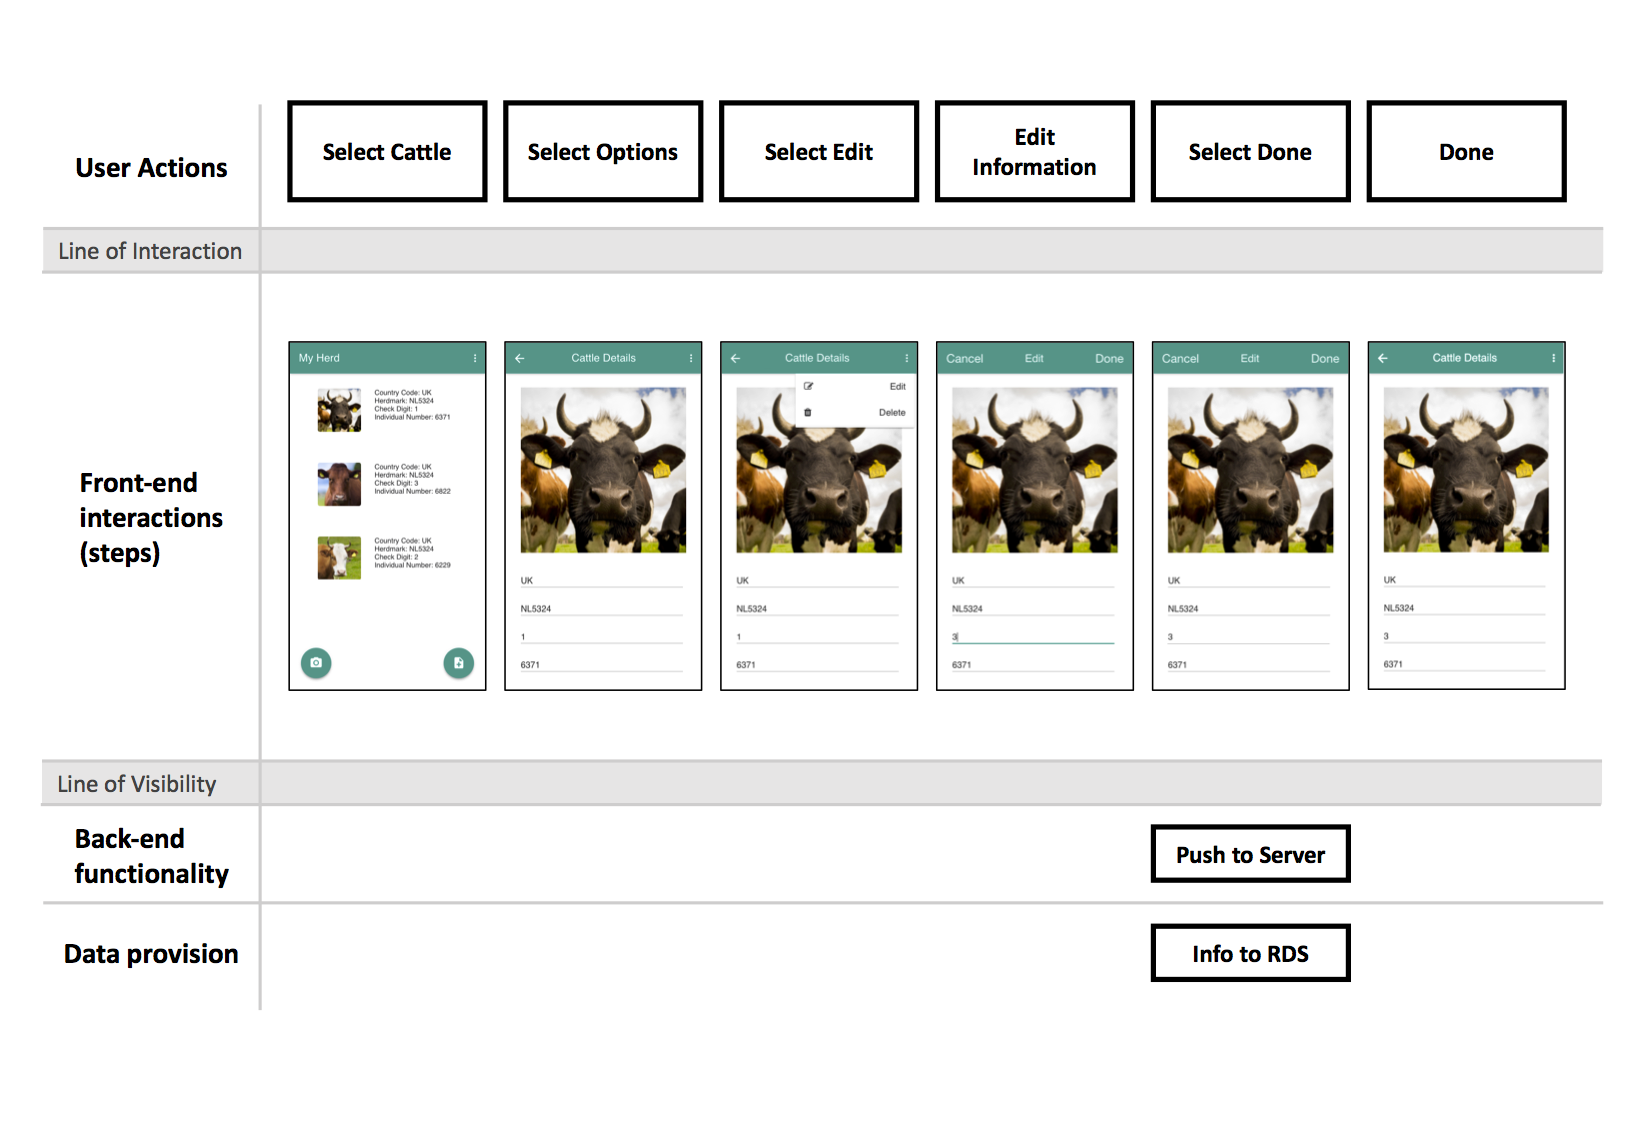 User Actions
Select Cattle
Select Options
Select Edit
Edit
Information
Select Done
Done
Line of Interaction
Front-end
interactions
(steps)
My Herd
Country Code: UK
Herdmark: NL5324
Check Digit: 1
Individual Number: 6371
Country Code: UK
Herdmark: NL5324
Check Digit: 3
Individual Number: 6822
Country Code: UK
Herdmark: NL5324
Check Digit: 2
Individual Number: 6229
Cattle Details
UK
NL5324
1
6371
Cattle Details
Edit
Delete
UK
NL5324
1
6371
Cancel Edit Done
UK
NL5324
3
6371
Cancel Edit Done
UK
NL5324
3
6371
Cattle Details
UK
NL5324
3
6371
Line of Visibility
Back-end
functionality
Push to Server
Data provision
Info to RDS